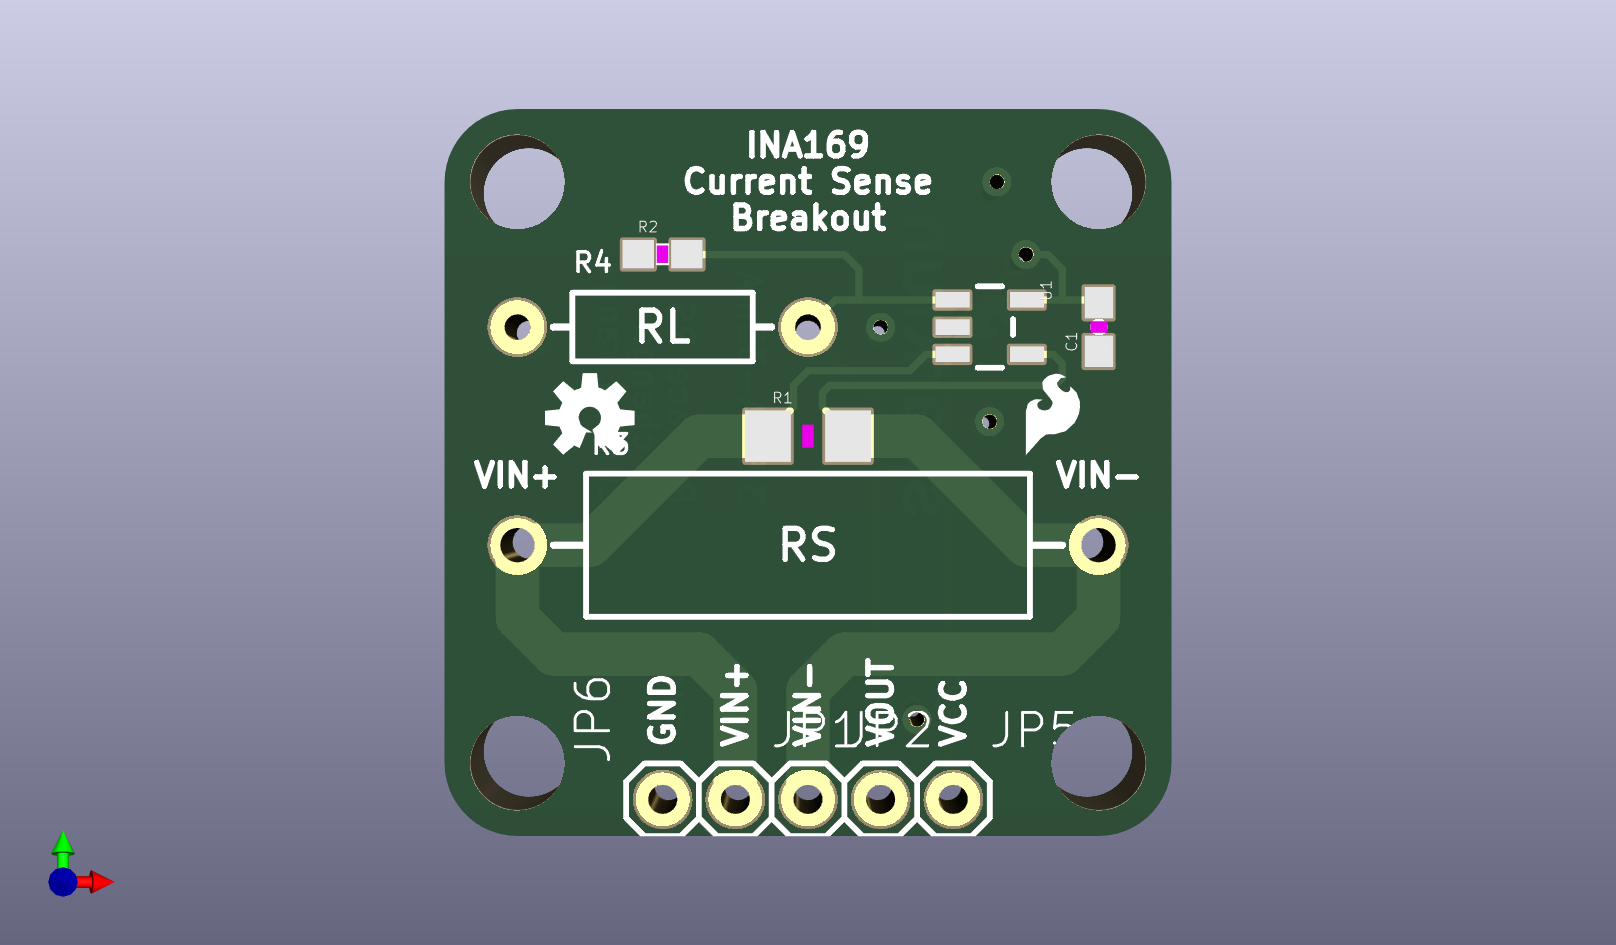 INA169
Current Sense
Breakout
R2
R4
U1
RL
C1
R1
R3
VIN+
VIN-
RS
JP6
GND
VIN+
VIN-
VOUT
VCC
JP1
JP2
JP5